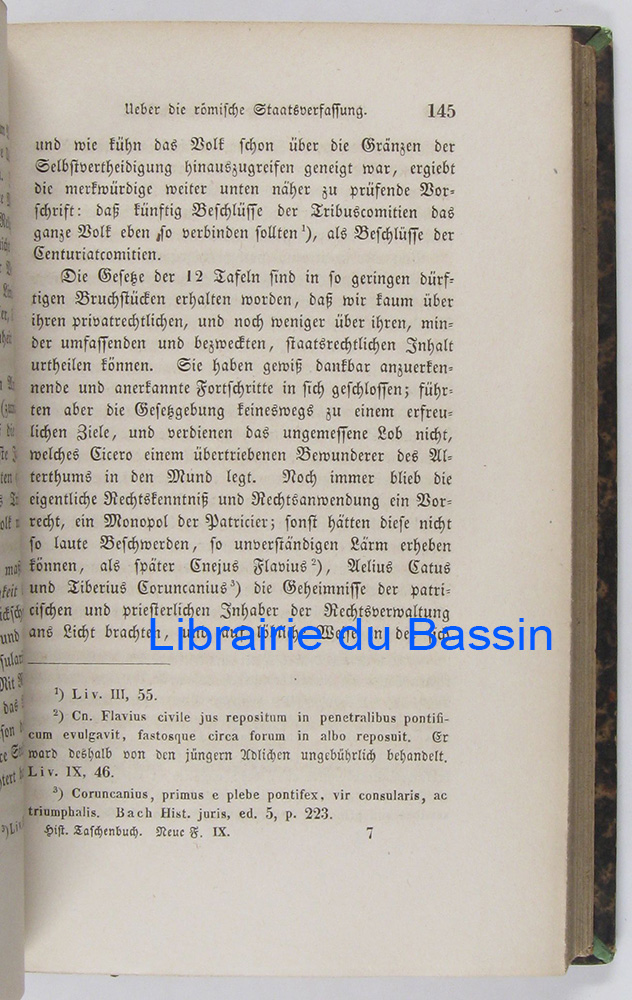 Ueber die römische Staatsverfassung. 145
und wie kühn das Volk schon über die Gränzen der
Selbstvertheidigung hinauszugreifen geneigt war, ergiebt
die merkwürdige weiter unten näher zu prüfende Vor-
schrift: daß künftig Beschlüsse der Tribuscomitien das
ganze Volk eben so verbinden sollten¹), als Beschlüsse der
Centuriatcomitien.
Die Gesetze der 12 Tafeln sind in so geringen dürf-
tigen Bruchstücken erhalten worden, daß wir kaum über
ihren privatrechtlichen, und noch weniger über ihren, min-
der umfassenden und bezweckten, staatsrechtlichen Inhalt
urtheilen können. Sie haben gewiß dankbar anzuerken-
nende und anerkannte Fortschritte in sich geschlossen; führ-
ten aber die Gesetzgebung keineswegs zu einem erfreu-
lichen Ziele, und verdienen das ungemessene Lob nicht,
welches Cicero einem übertriebenen Bewunderer des Al-
terthums in den Mund legt. Noch immer blieb die
eigentliche Rechtskenntniß und Rechtsanwendung ein Vor-
recht, ein Monopol der Patricier; sonst hätten diese nicht
so laute Beschwerden, so unverständigen Lärm erheben
können, als später Cnejus Flavius²), Aelius Catus
und Tiberius Coruncanius³) die Geheimnisse der patri-
cischen und priesterlichen Inhaber der Rechtsverwaltung
ans Licht brachten, und auf löbliche Weise in der sich
Librairie du Bassin
¹) Liv. III, 55.
²) Cn. Flavius civile jus repositum in penetralibus pontifi-
cum evulgavit, fastosque circa forum in albo reposuit. Er
ward deshalb von den jüngern Adlichen ungebührlich behandelt.
Liv. IX, 46.
³) Coruncanius, primus e plebe pontifex, vir consularis, ac
triumphalis. Bach Hist. juris, ed. 5, p. 223.
Hist. Taschenbuch. Neue F. IX. 7